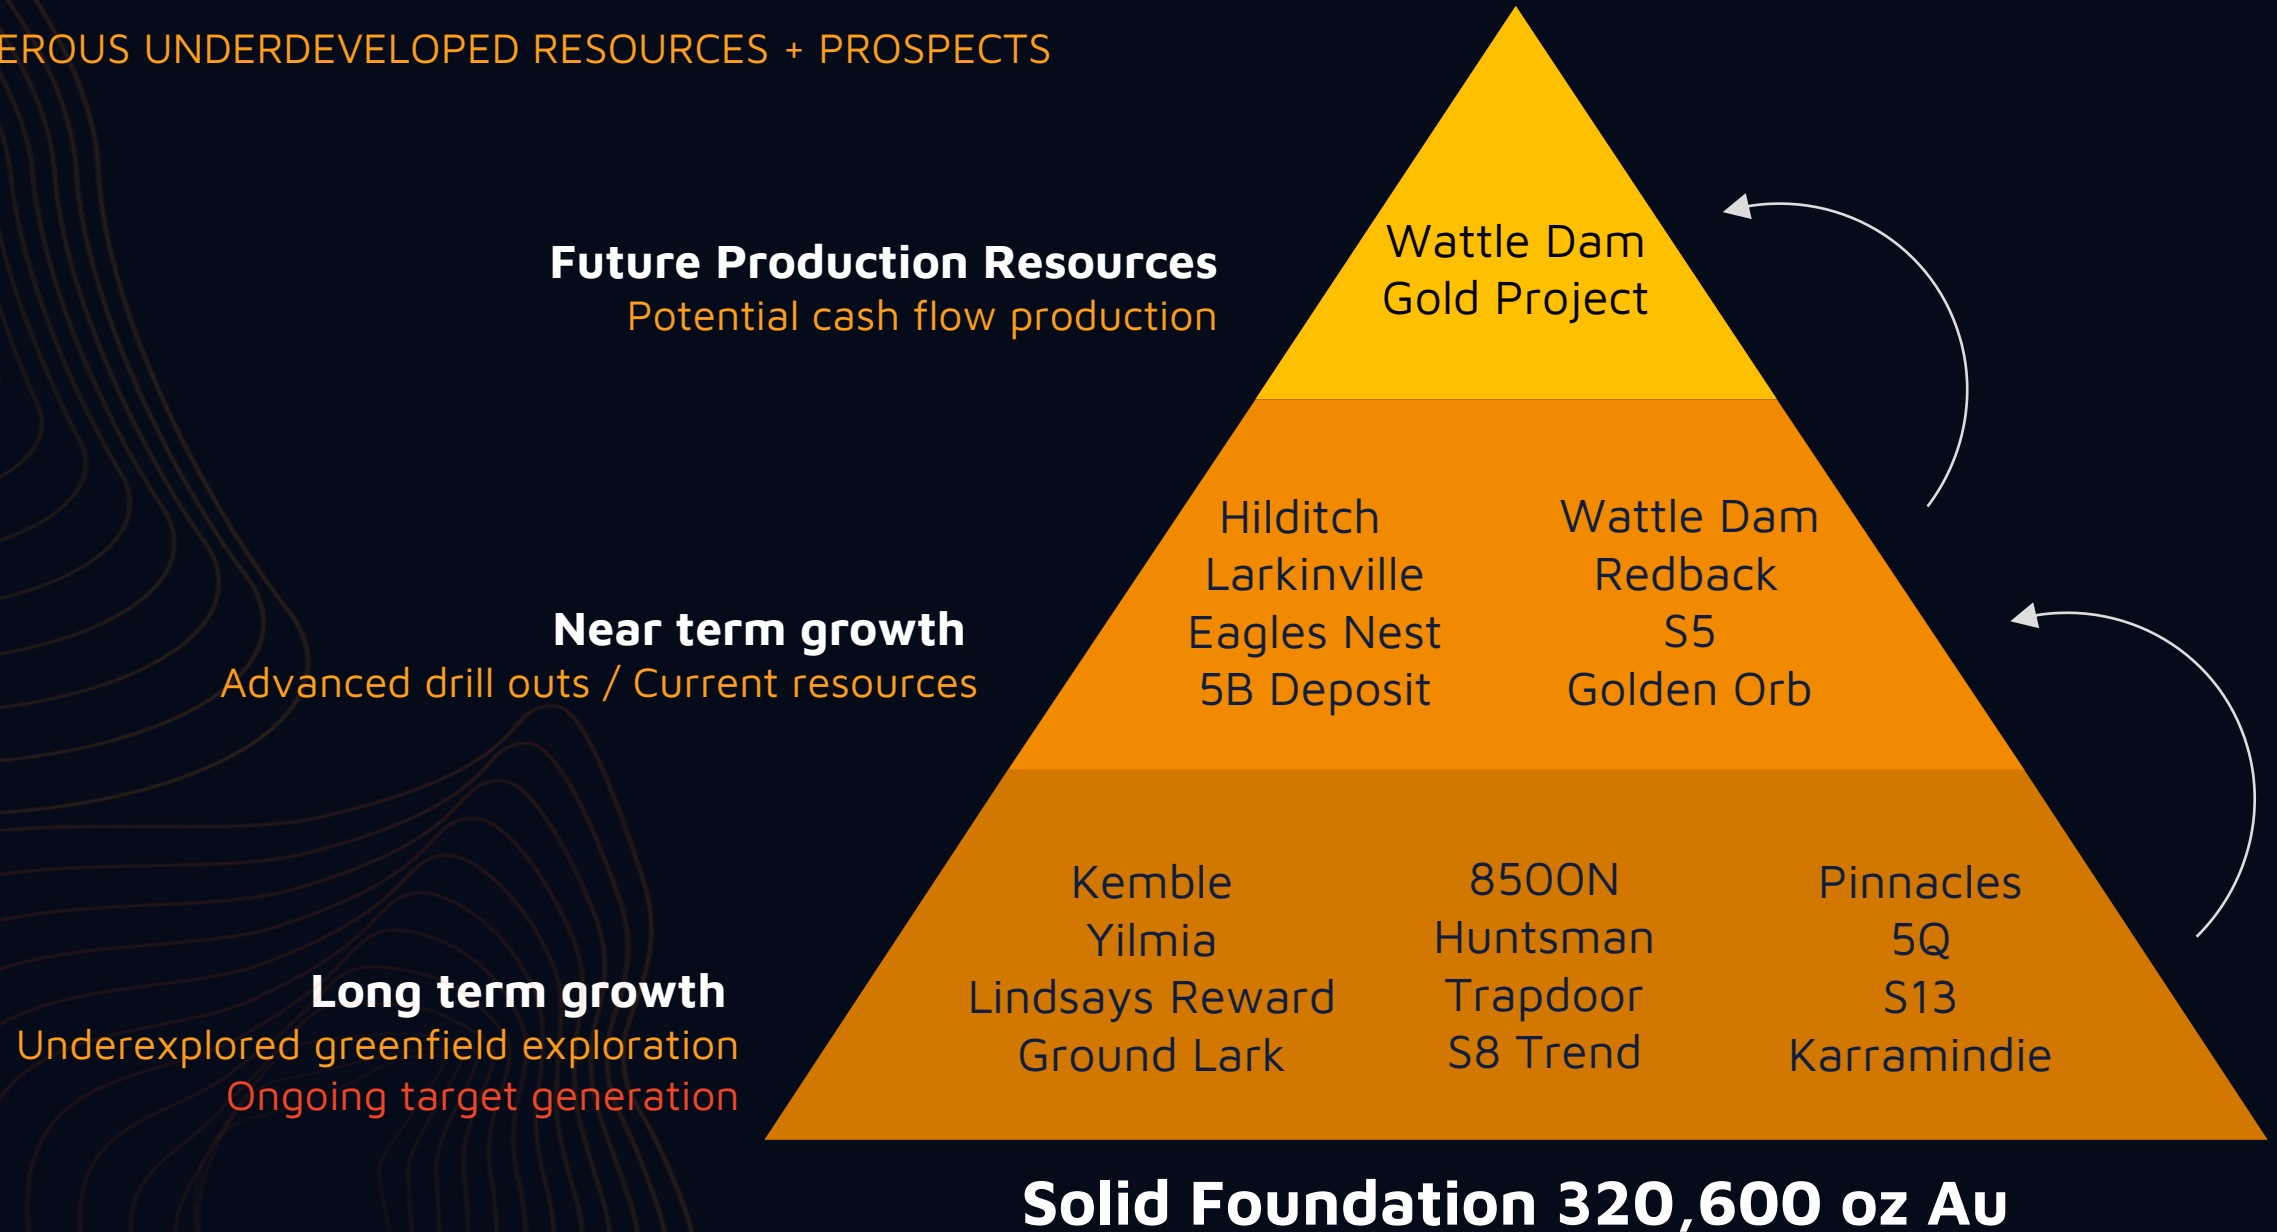 EROUS UNDERDEVELOPED RESOURCES + PROSPECTS
Future Production Resources
Potential cash flow production
Wattle Dam
Gold Project
Near term growth
Advanced drill outs / Current resources
Hilditch
Larkinville
Eagles Nest
5B Deposit
Wattle Dam
Redback
S5
Golden Orb
Long term growth
Underexplored greenfield exploration
Ongoing target generation
Kemble
Yilmia
Lindsays Reward
Ground Lark
8500N
Huntsman
Trapdoor
S8 Trend
Pinnacles
5Q
S13
Karramindie
Solid Foundation 320,600 oz Au